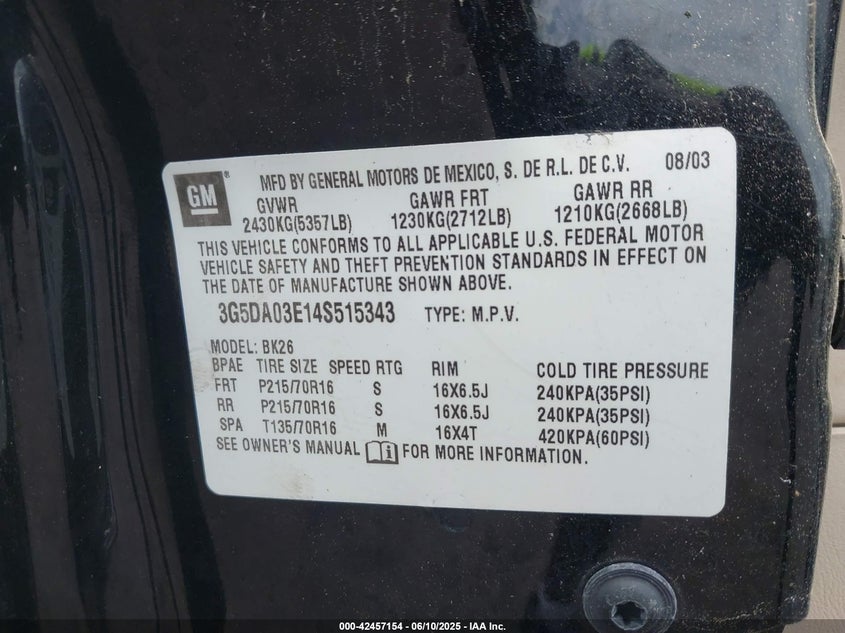 GM ® MFD BY GENERAL MOTORS DE MEXICO, S. DE R.L. DE C.V. 08/03
GVWR GAWR FRT GAWR RR
2430KG(5357LB) 1230KG(2712LB) 1210KG(2668LB)
THIS VEHICLE CONFORMS TO ALL APPLICABLE U.S. FEDERAL MOTOR
VEHICLE SAFETY AND THEFT PREVENTION STANDARDS IN EFFECT ON
THE DATE OF MANUFACTURE SHOWN ABOVE.
3G5DA03E14S515343 TYPE: M.P.V.
MODEL: BK26
BPAE TIRE SIZE SPEED RTG RIM COLD TIRE PRESSURE
FRT P215/70R16 S 16X6.5J 240KPA(35PSI)
RR P215/70R16 S 16X6.5J 240KPA(35PSI)
SPA T135/70R16 M 16X4T 420KPA(60PSI)
SEE OWNER'S MANUAL FOR MORE INFORMATION.
000-42457154 - 06/10/2025 - IAA Inc.